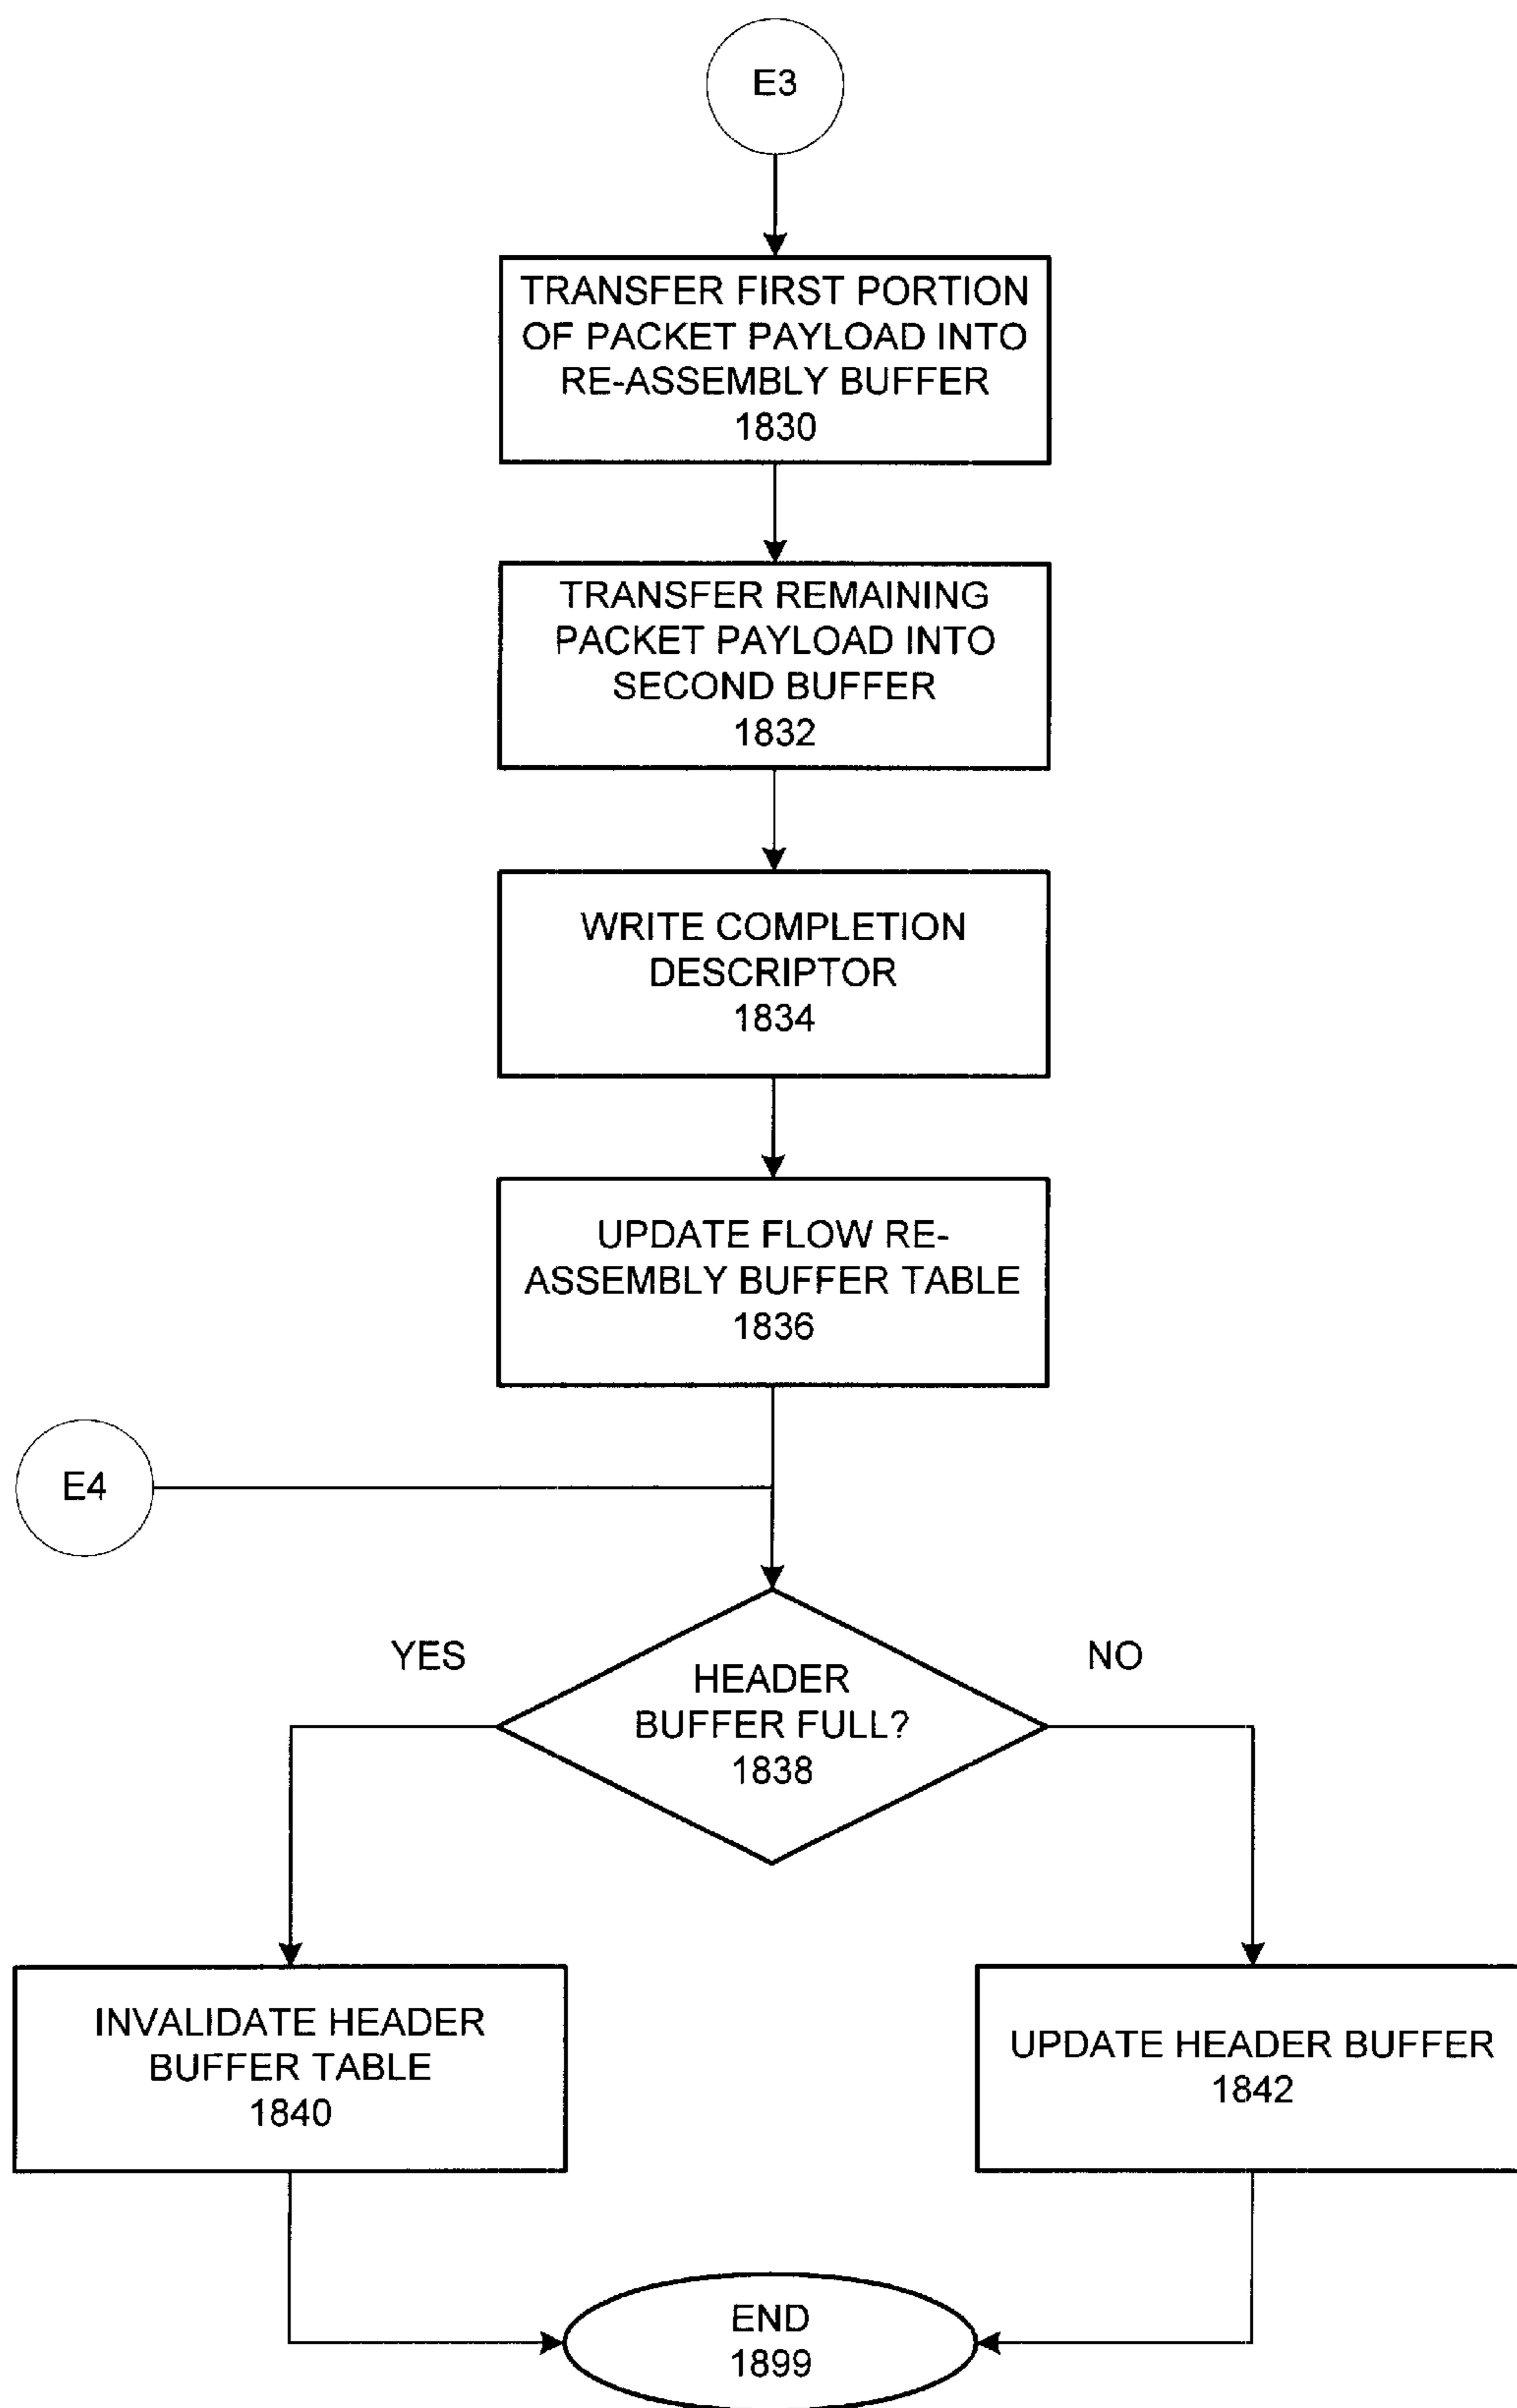 E3
TRANSFER FIRST PORTION
OF PACKET PAYLOAD INTO
RE-ASSEMBLY BUFFER
1830
TRANSFER REMAINING
PACKET PAYLOAD INTO
SECOND BUFFER
1832
WRITE COMPLETION
DESCRIPTOR
1834
UPDATE FLOW RE-
ASSEMBLY BUFFER TABLE
1836
E4
YES
NO
HEADER
BUFFER FULL?
1838
INVALIDATE HEADER
BUFFER TABLE
1840
UPDATE HEADER BUFFER
1842
END
1899